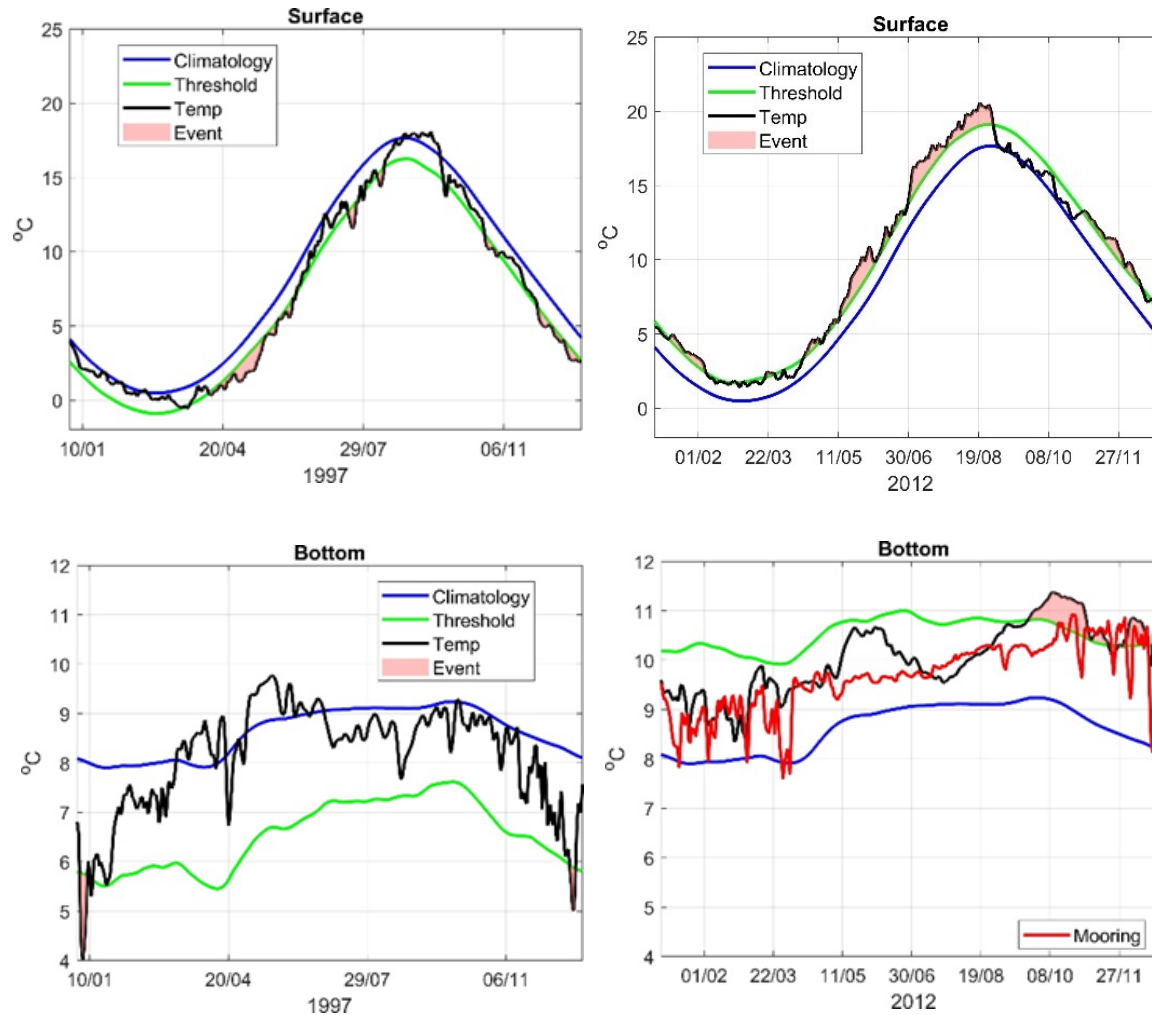 Surface
25
20
15
10
5
0
°C
Climatology
Threshold
Temp
Event
10/01 20/04 29/07 06/11
1997
Surface
25
20
15
10
5
0
°C
Climatology
Threshold
Temp
Event
01/02 22/03 11/05 30/06 19/08 08/10 27/11
2012
Bottom
12
11
10
9
8
7
6
5
4
°C
Climatology
Threshold
Temp
Event
10/01 20/04 29/07 06/11
1997
Bottom
12
11
10
9
8
7
6
5
4
°C
Mooring
01/02 22/03 11/05 30/06 19/08 08/10 27/11
2012